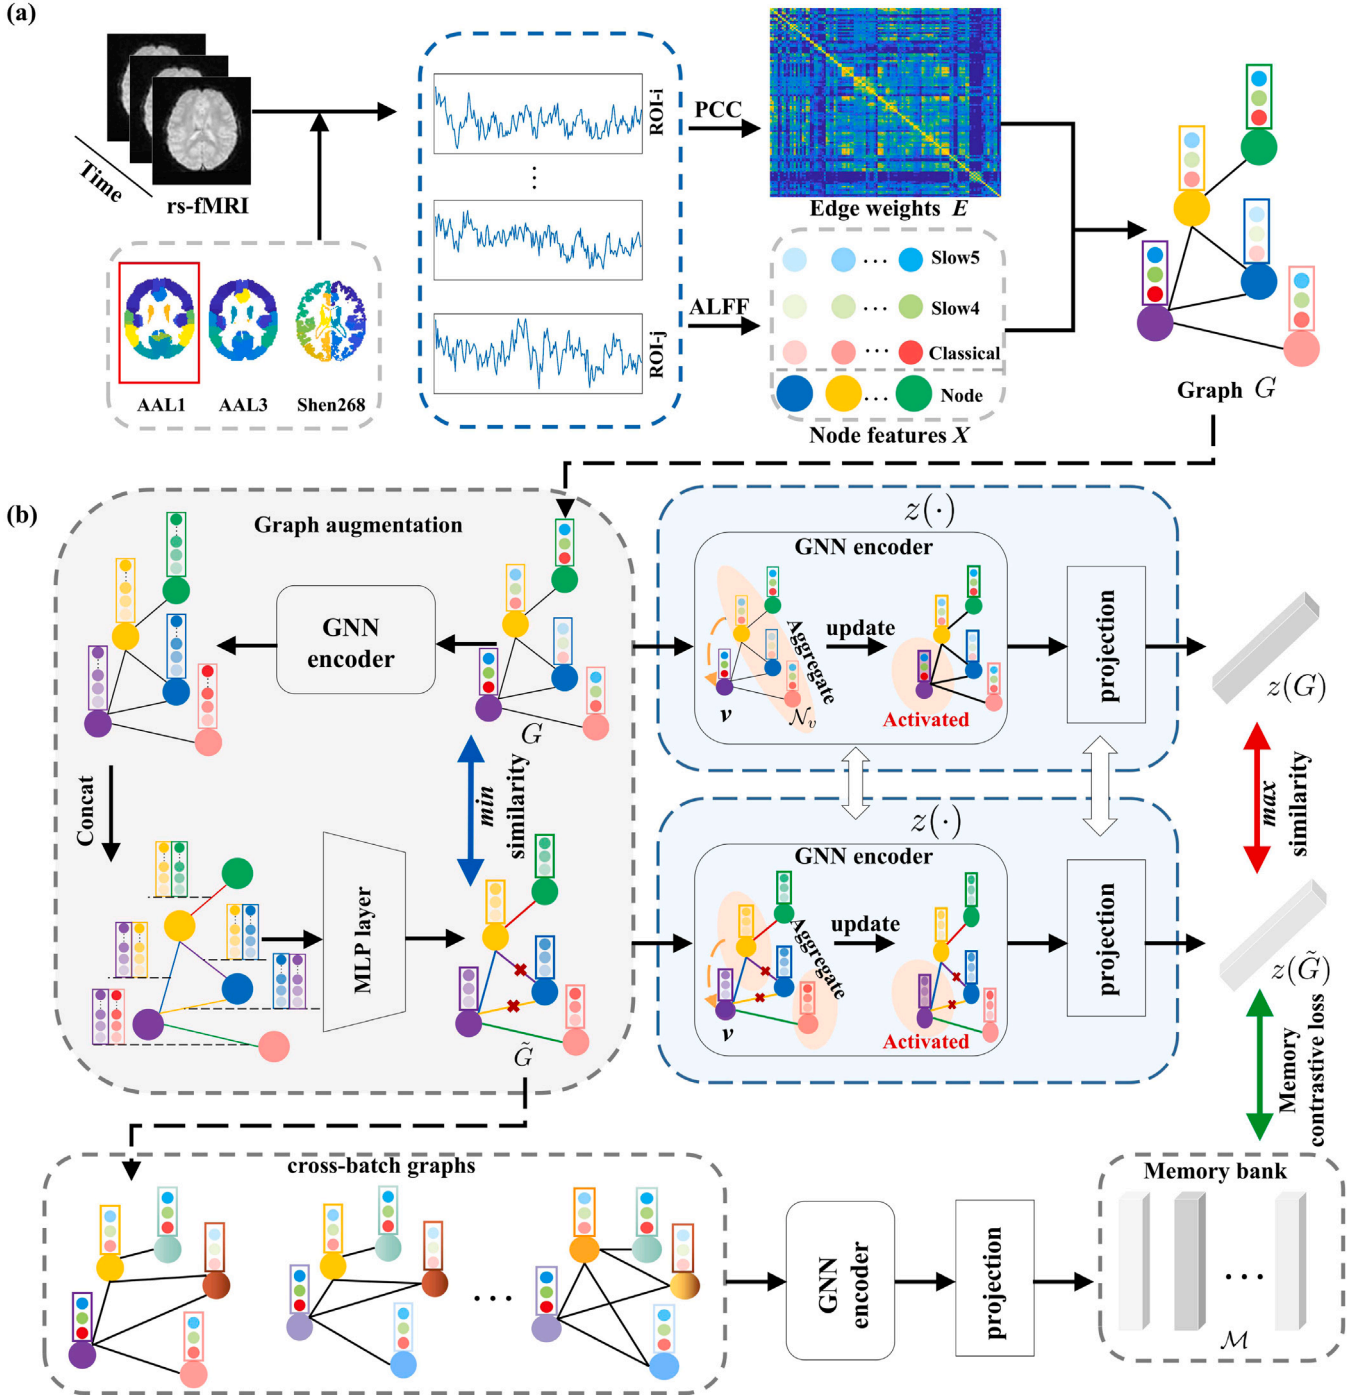 (a)
Time
rs-fMRI
AAL1
AAL3
Shen268
ROI-i
ROI-j
PCC
ALFF
Edge weights E
Slow5
Slow4
Classical
Node
Node features X
Graph G
(b)
Graph augmentation
GNN
encoder
G
Concat
min
similarity
MLP layer
G̃
z(·)
GNN encoder
Aggregate
update
v
𝒩ᵥ
Activated
projection
z(G)
max
similarity
z(·)
GNN encoder
Aggregate
update
v
Activated
projection
z(G̃)
Memory
contrastive loss
cross-batch graphs
GNN
encoder
projection
Memory bank
ℳ